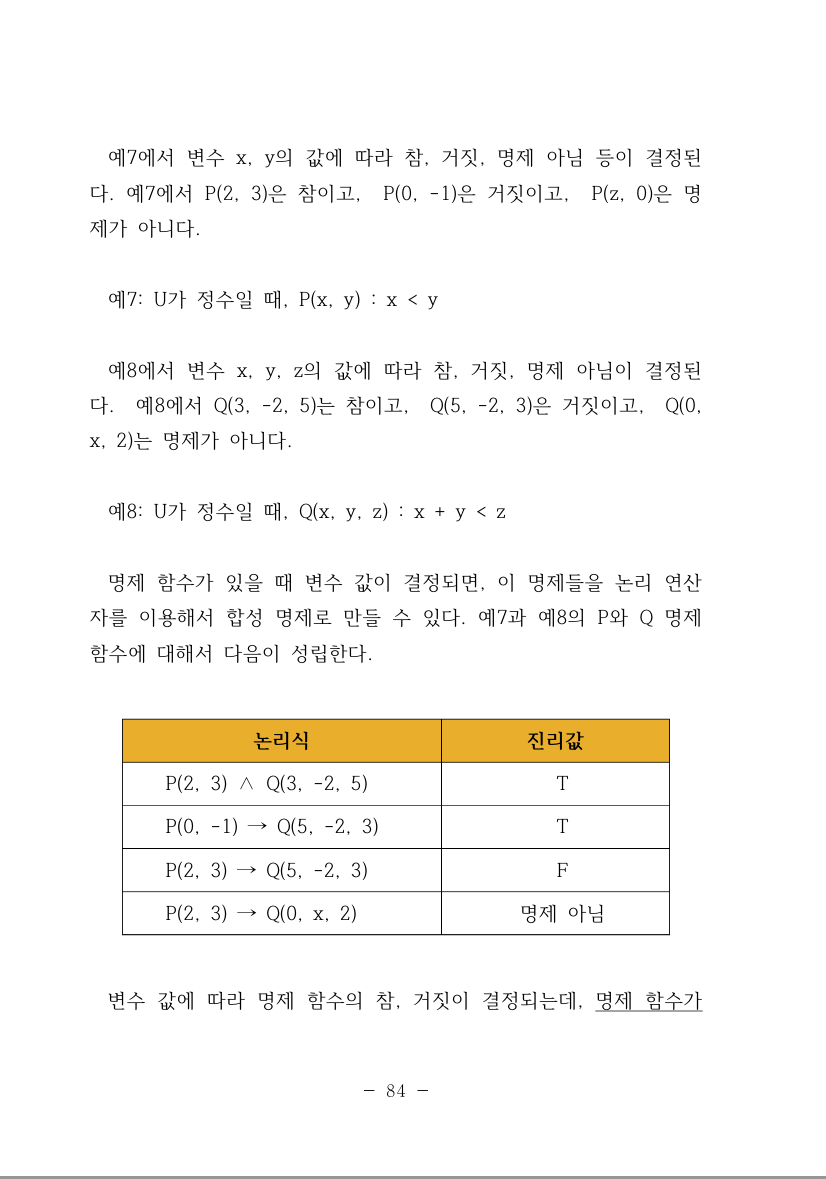 예7에서 변수 x, y의 값에 따라 참, 거짓, 명제 아님 등이 결정된
다. 예7에서 P(2, 3)은 참이고, P(0, -1)은 거짓이고, P(z, 0)은 명
제가 아니다.
예7: U가 정수일 때, P(x, y) : x < y
예8에서 변수 x, y, z의 값에 따라 참, 거짓, 명제 아님이 결정된
다. 예8에서 Q(3, -2, 5)는 참이고, Q(5, -2, 3)은 거짓이고, Q(0,
x, 2)는 명제가 아니다.
예8: U가 정수일 때, Q(x, y, z) : x + y < z
명제 함수가 있을 때 변수 값이 결정되면, 이 명제들을 논리 연산
자를 이용해서 합성 명제로 만들 수 있다. 예7과 예8의 P와 Q 명제
함수에 대해서 다음이 성립한다.
논리식 진리값
P(2, 3) ∧ Q(3, -2, 5) T
P(0, -1) → Q(5, -2, 3) T
P(2, 3) → Q(5, -2, 3) F
P(2, 3) → Q(0, x, 2) 명제 아님
변수 값에 따라 명제 함수의 참, 거짓이 결정되는데, 명제 함수가
- 84 -